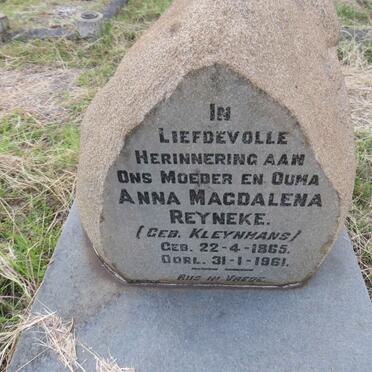 IN
LIEFDEVOLLE
HERINNERING AAN
ONS MOEDER EN OUMA
ANNA MAGDALENA
REYNEKE.
(GEB. KLEYNHANS)
GEB. 22-4-1865.
OORL. 31-1-1961.
RUS IN VREDE.